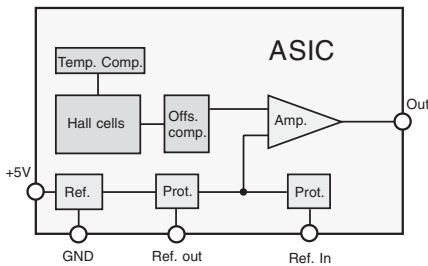 ASIC
Temp. Comp.
Hall cells
Offs.
comp.
Amp.
Out
+5V
Ref.
Prot.
Prot.
GND
Ref. out
Ref. In